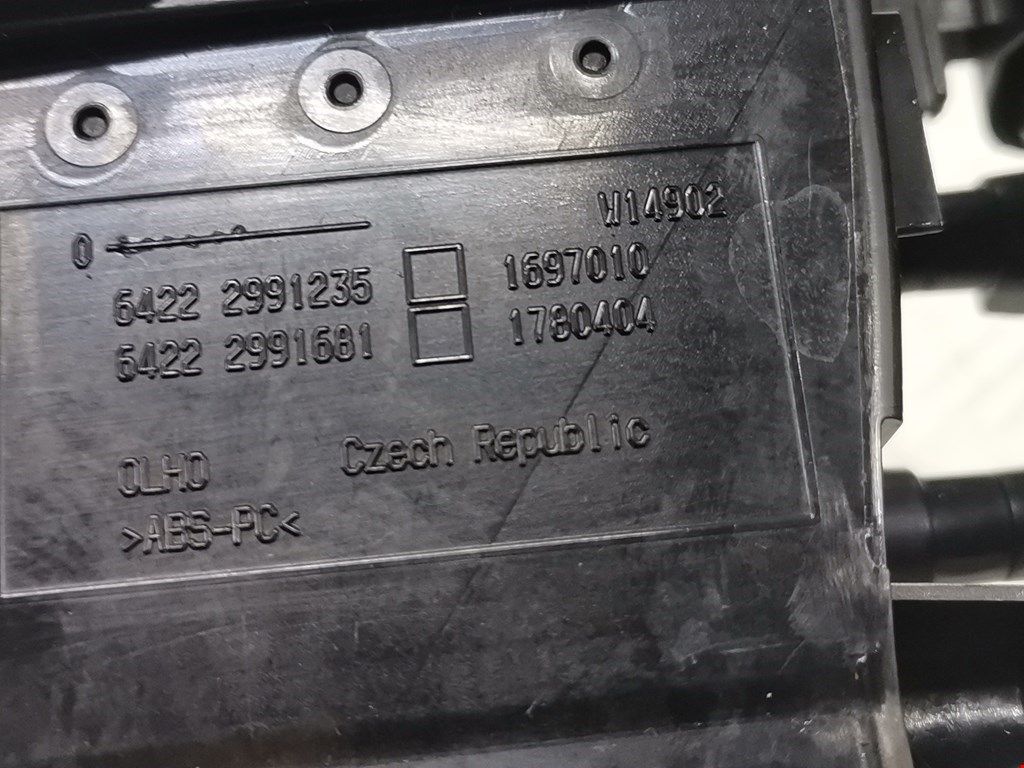 W14902
0
6422 2991235 1697010
6422 2991681 1780404
OLHO Czech Republic
>ABS-PC<